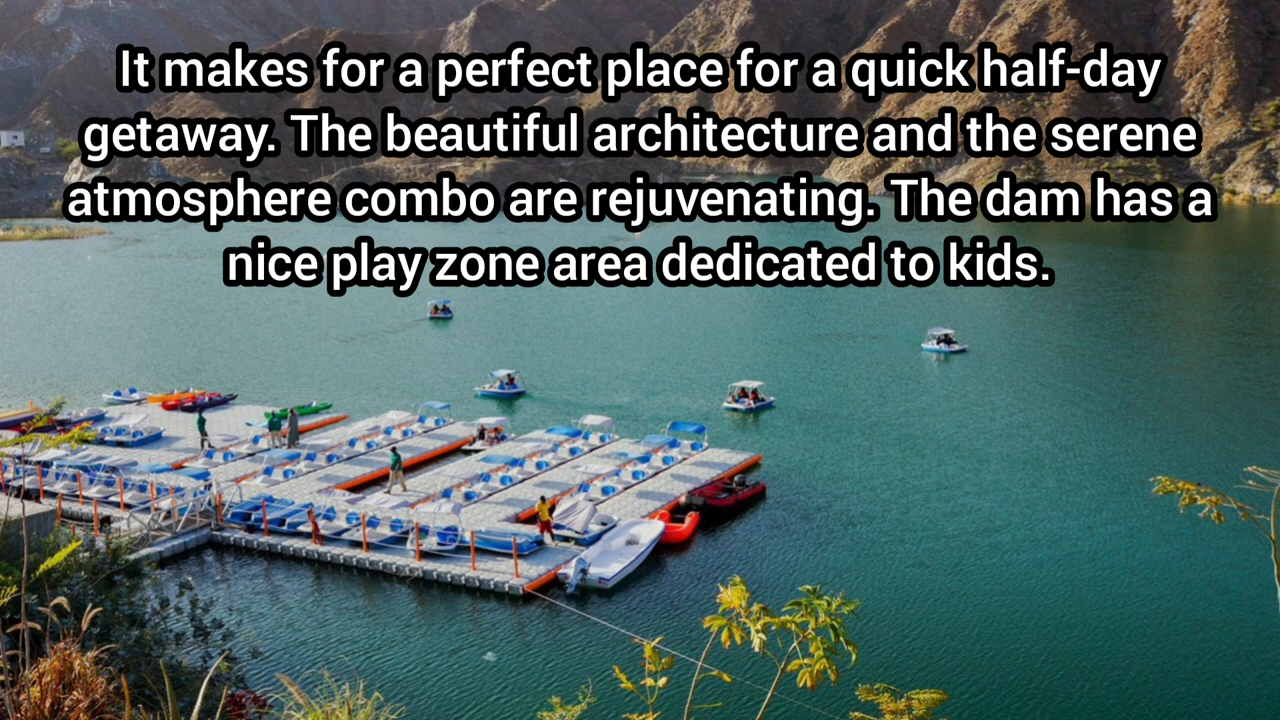 It makes for a perfect place for a quick half-day
getaway. The beautiful architecture and the serene
atmosphere combo are rejuvenating. The dam has a
nice play zone area dedicated to kids.